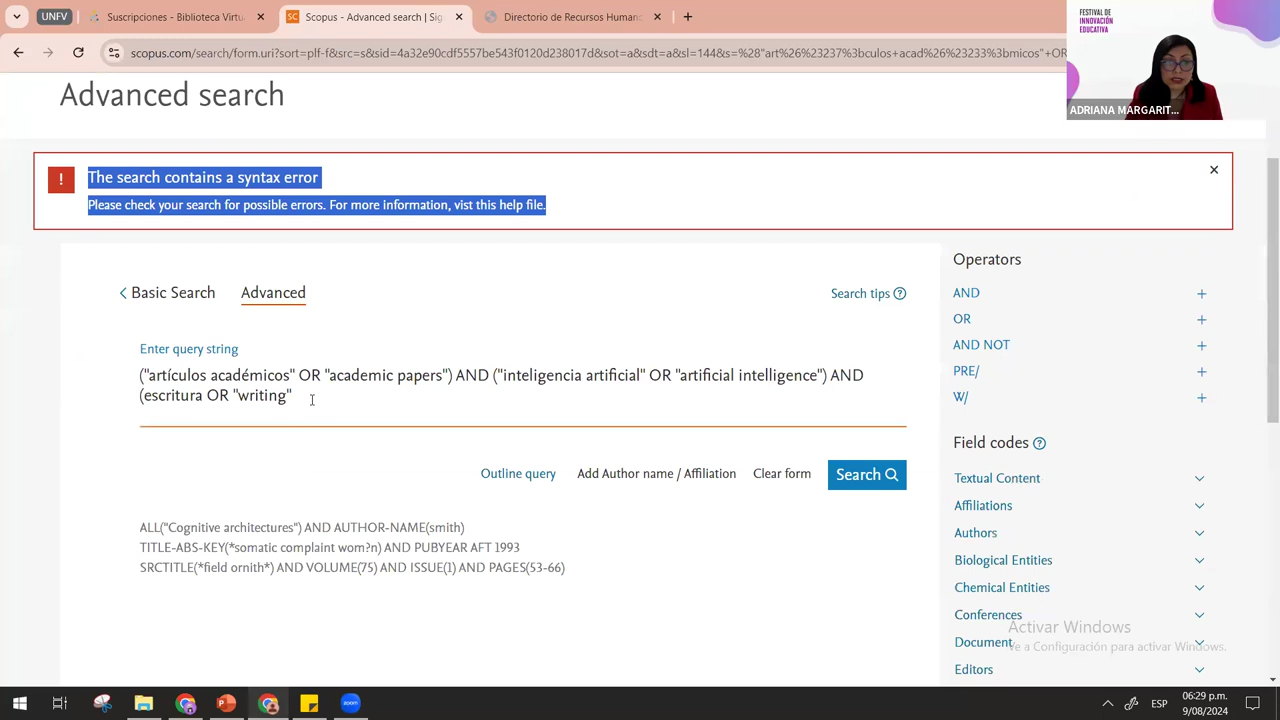 UNFV
Suscripciones - Biblioteca Virtu
Scopus - Advanced search | Sig
Directorio de Recursos Humano
scopus.com/search/form.uri?sort=plf-f&src=s&sid=4a32e90cdf5557be543f0120d238017d&sot=a&sdt=a&sl=144&s=%28"art%26%23237%3bculos+acad%26%23233%3bmicos"+OR
FESTIVAL DE
INNOVACIÓN
EDUCATIVA
ADRIANA MARGARIT...
Advanced search
! The search contains a syntax error
Please check your search for possible errors. For more information, vist this help file.
Basic Search Advanced
Search tips
Enter query string
("artículos académicos" OR "academic papers") AND ("inteligencia artificial" OR "artificial intelligence") AND
(escritura OR "writing"
Outline query Add Author name / Affiliation Clear form Search
ALL("Cognitive architectures") AND AUTHOR-NAME(smith)
TITLE-ABS-KEY(*somatic complaint wom?n) AND PUBYEAR AFT 1993
SRCTITLE(*field ornith*) AND VOLUME(75) AND ISSUE(1) AND PAGES(53-66)
Operators
AND +
OR +
AND NOT +
PRE/ +
W/ +
Field codes
Textual Content
Affiliations
Authors
Biological Entities
Chemical Entities
Conferences
Document
Editors
Activar Windows
Ve a Configuración para activar Windows.
zoom
ESP
06:29 p.m.
9/08/2024